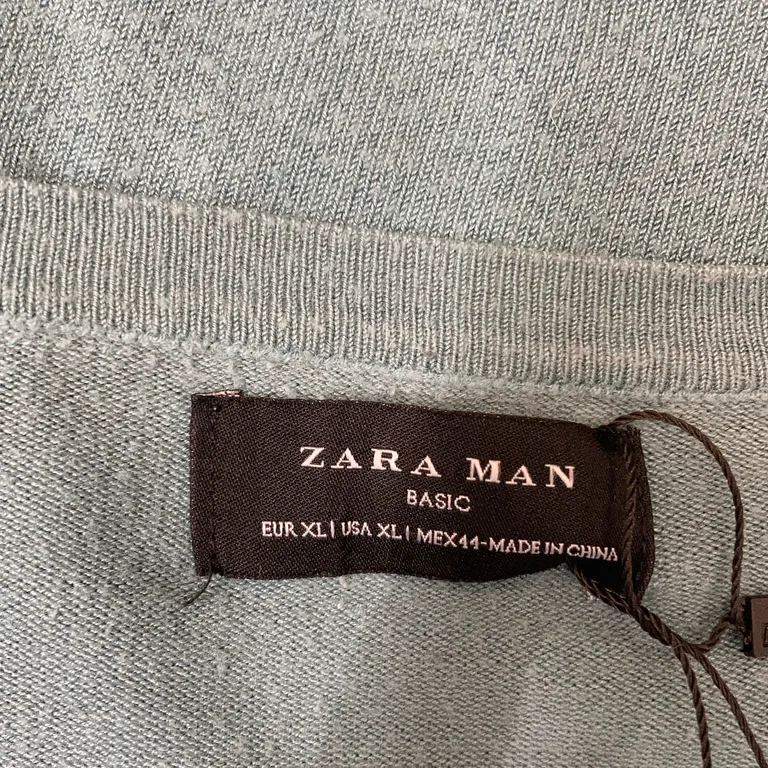 ZARA MAN
BASIC
EUR XL | USA XL | MEX44-MADE IN CHINA